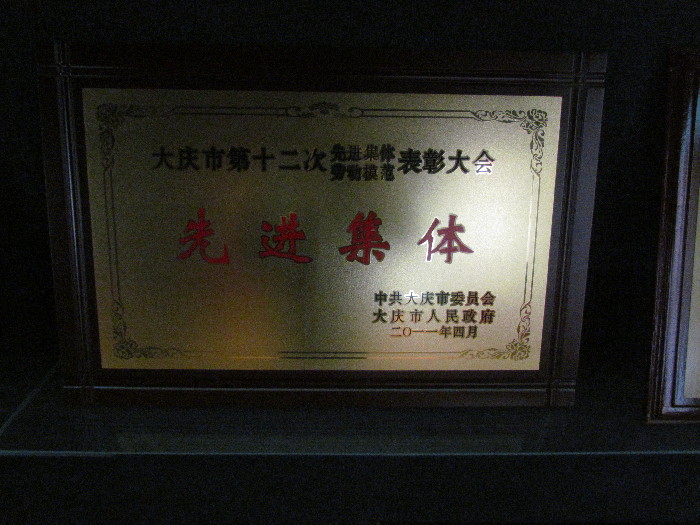 大庆市第十二次先进集体劳动模范表彰大会
先进集体
中共大庆市委员会
大庆市人民政府
二〇一一年四月